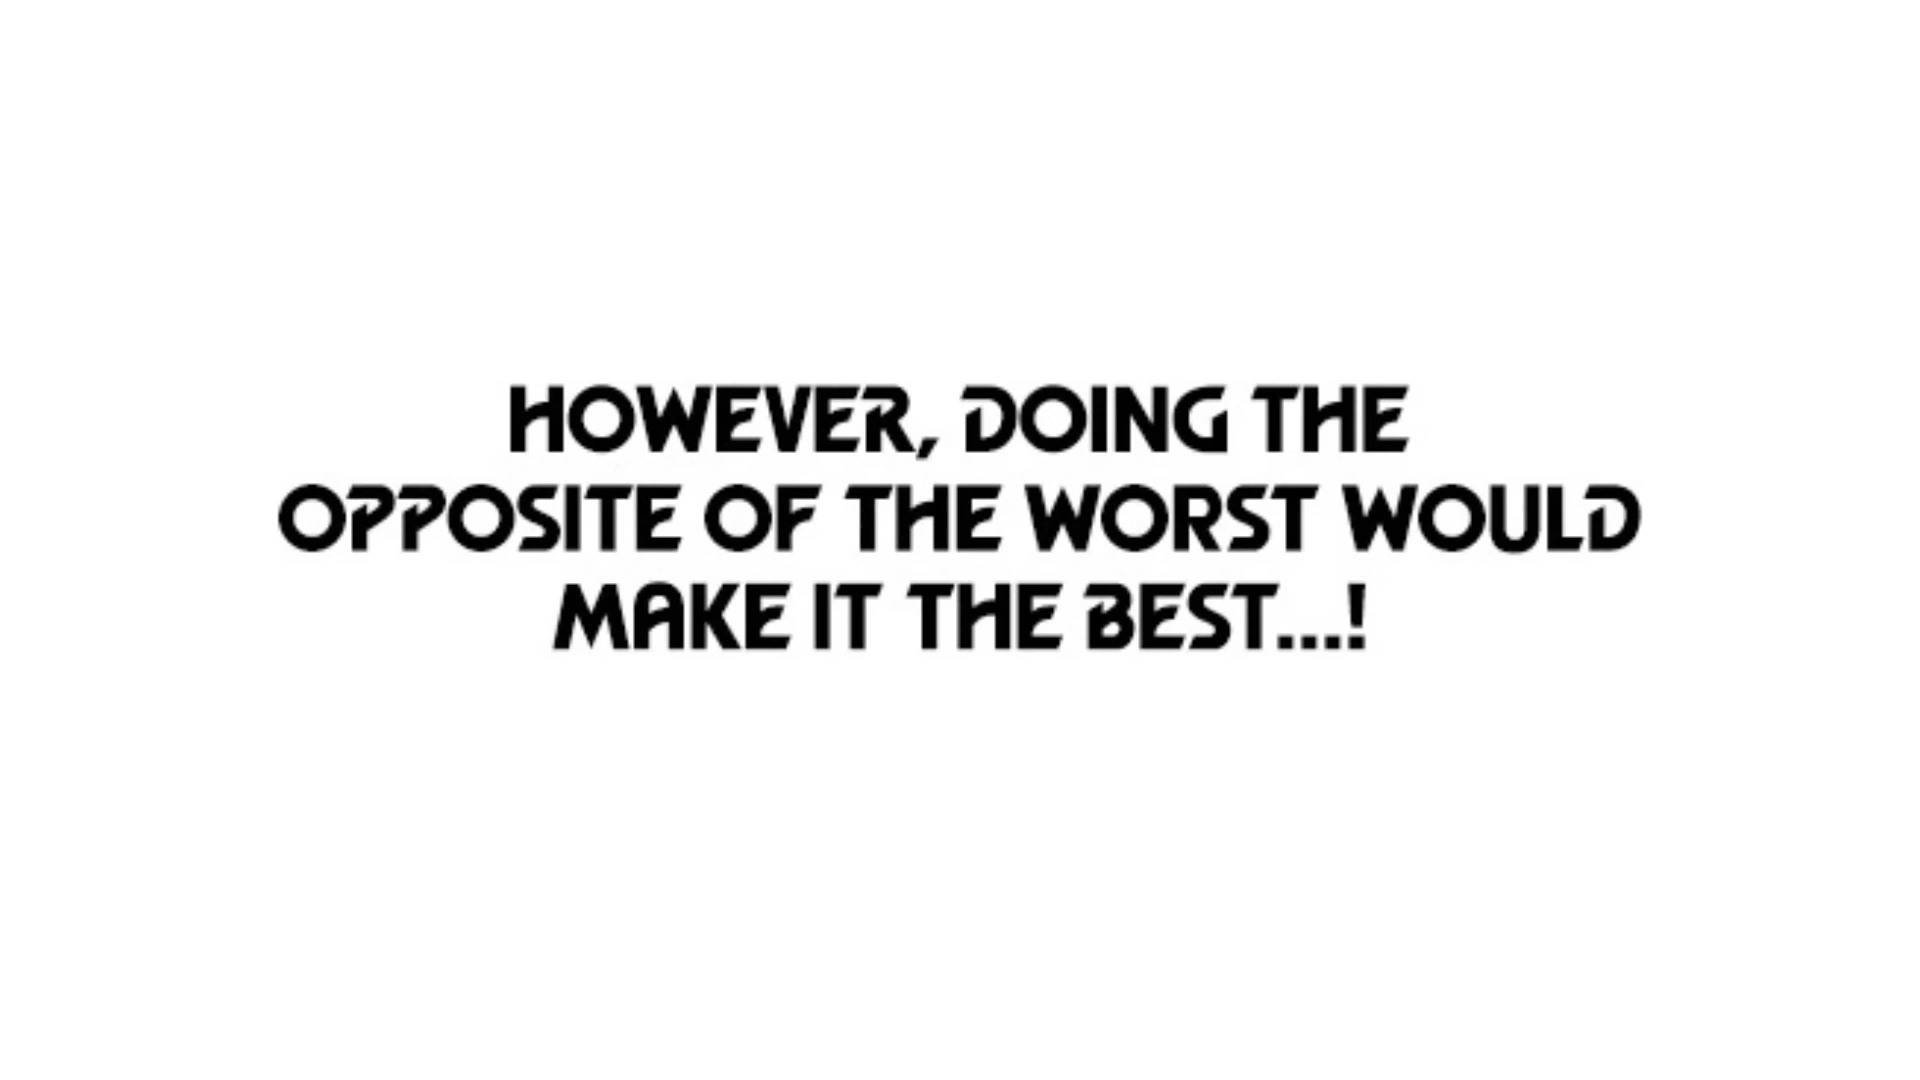 HOWEVER, DOING THE
OPPOSITE OF THE WORST WOULD
MAKE IT THE BEST...!